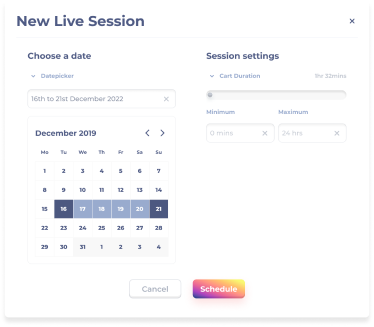 New Live Session
Choose a date
Datepicker
16th to 21st December 2022
December 2019
Mo Tu We Th Fr Sa Su
1 2 3 4 5 6 7
8 9 10 11 12 13 14
15 16 17 18 19 20 21
22 23 24 25 26 27 28
29 30 31 1 2 3 4
Session settings
Cart Duration 1hr 32mins
Minimum Maximum
0 mins 24 hrs
Cancel Schedule